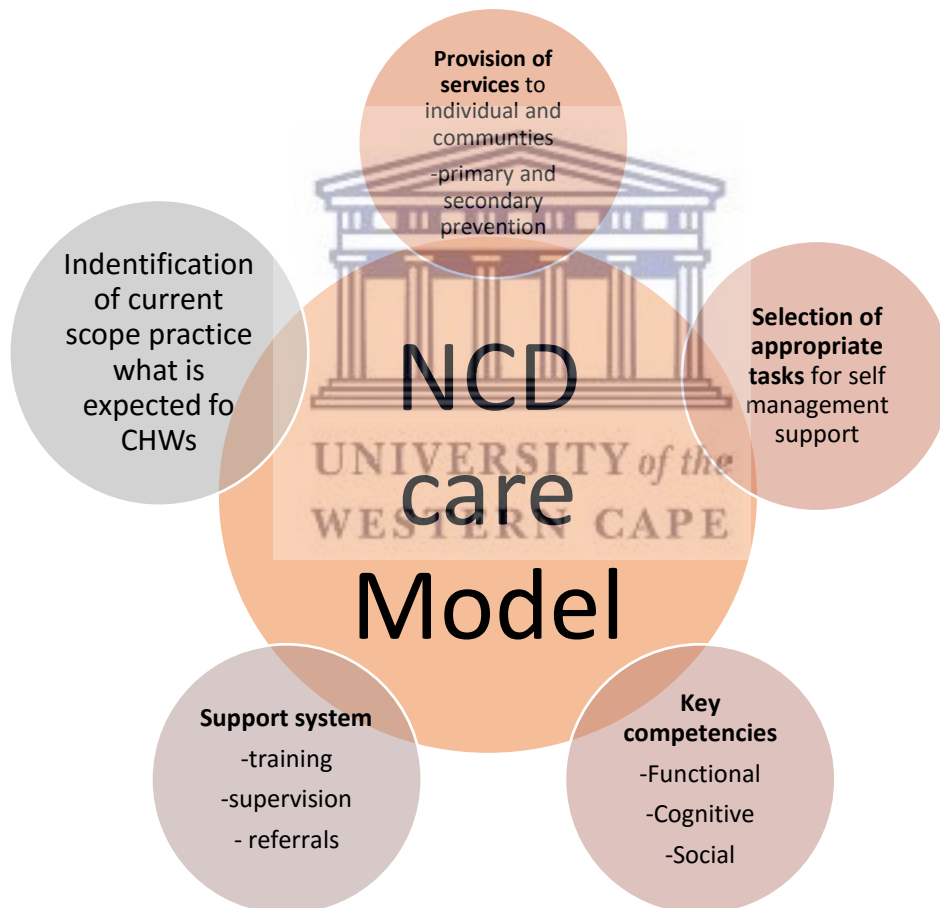 Provision of
services to
individual and
communties
-primary and
secondary
prevention
Indentification
of current
scope practice
what is
expected fo
CHWs
Selection of
appropriate
tasks for self
management
support
NCD
care
Model
UNIVERSITY of the
WESTERN CAPE
Support system
-training
-supervision
- referrals
Key
competencies
-Functional
-Cognitive
-Social